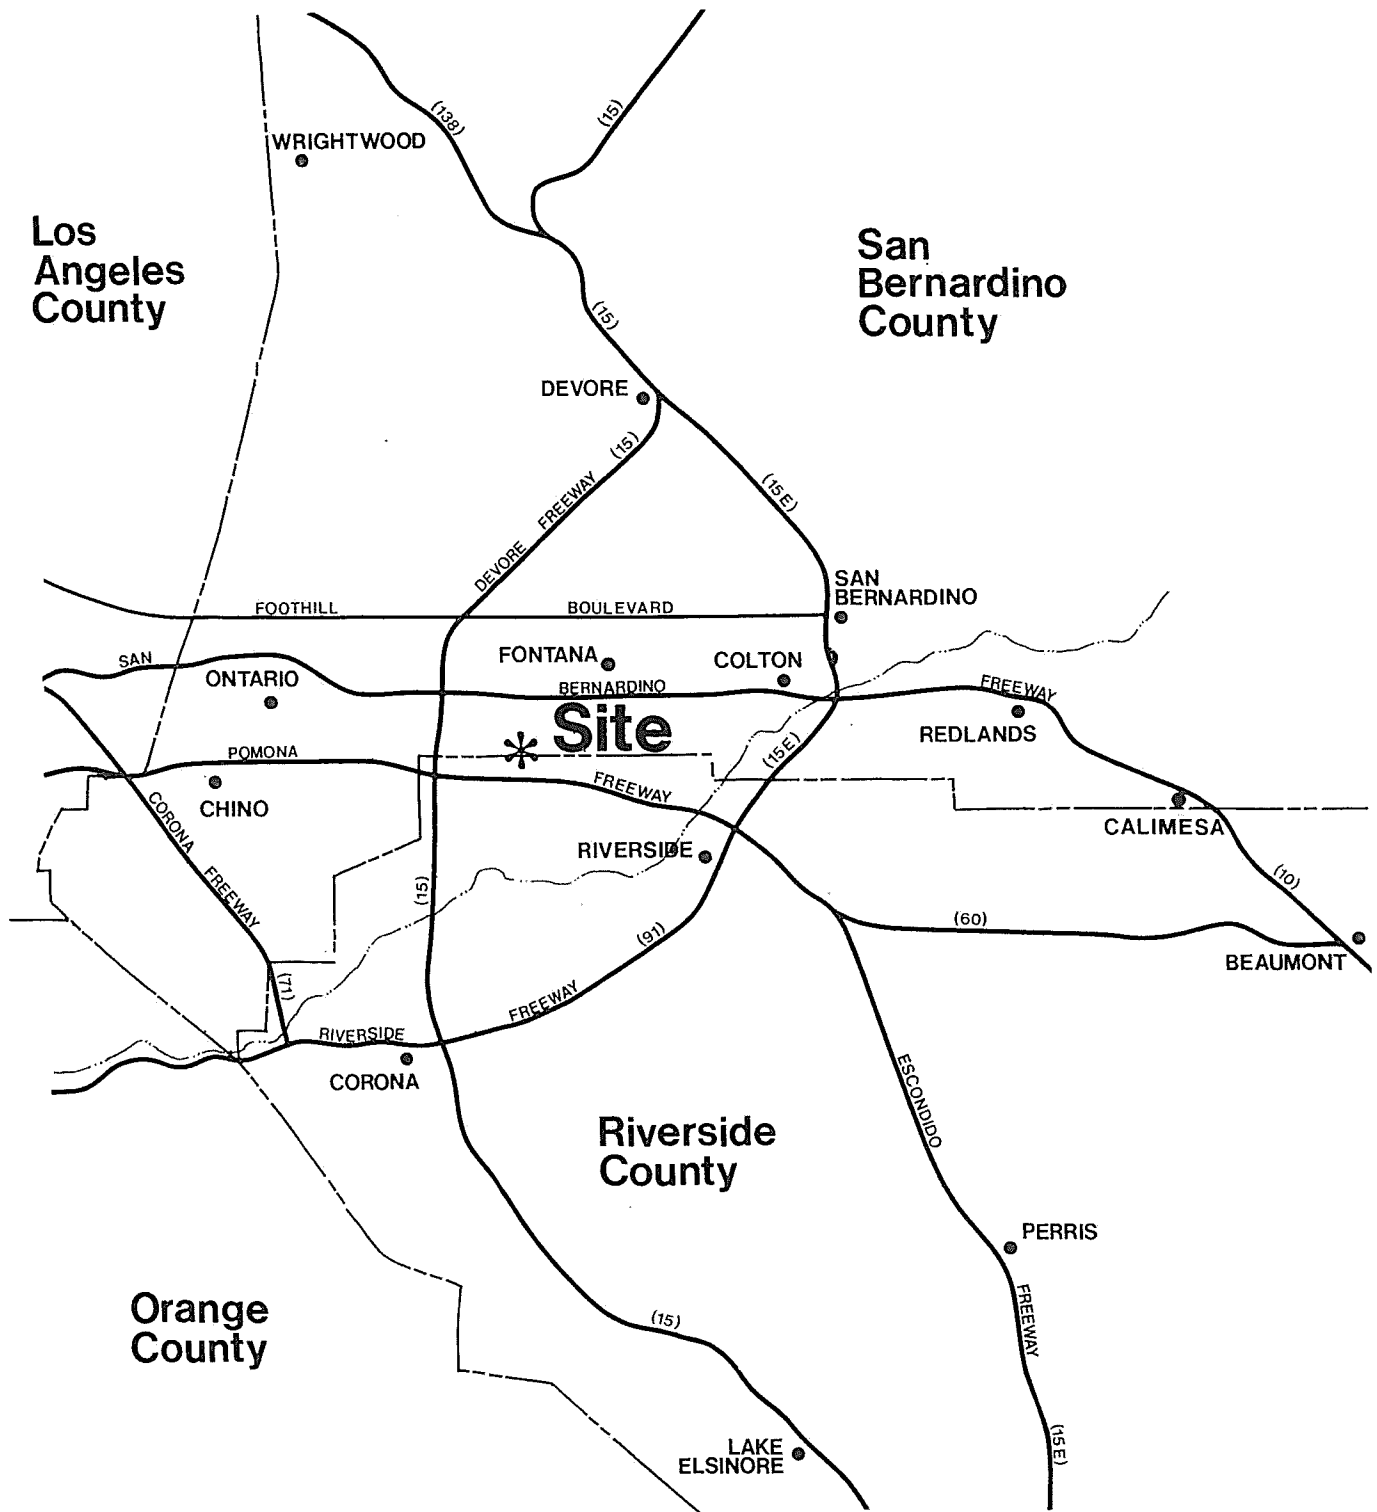 (138)
(15)
WRIGHTWOOD
Los
Angeles
County
San
Bernardino
County
(15)
DEVORE
(15)
DEVORE FREEWAY
(15E)
SAN
BERNARDINO
FOOTHILL BOULEVARD
SAN BERNARDINO FREEWAY
FONTANA
COLTON
ONTARIO
REDLANDS
Site
POMONA FREEWAY
(15E)
CHINO
CORONA FREEWAY
CALIMESA
RIVERSIDE
(15)
(10)
(60)
(91)
BEAUMONT
(71)
RIVERSIDE FREEWAY
CORONA
ESCONDIDO FREEWAY
Riverside
County
PERRIS
Orange
County
(15)
(15E)
LAKE
ELSINORE